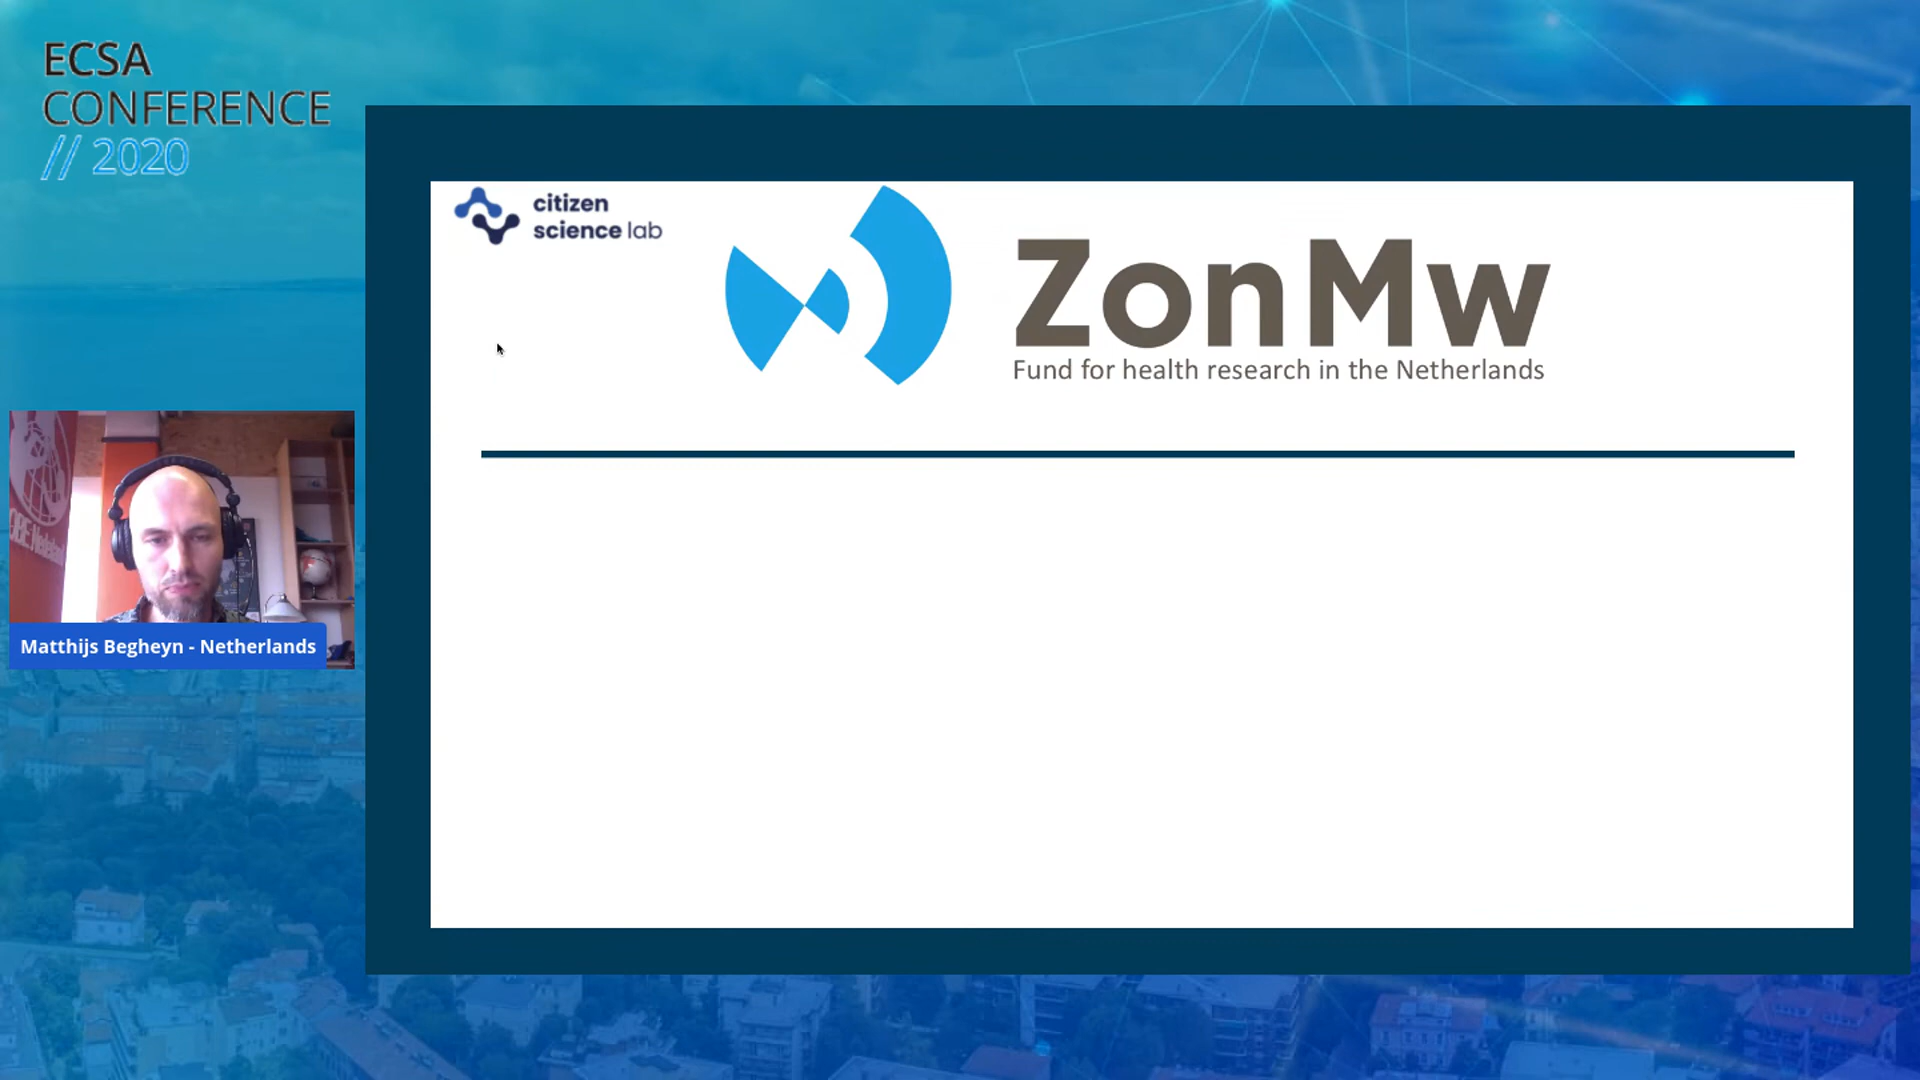 ECSA
CONFERENCE
// 2020
citizen
science lab
ZonMw
Fund for health research in the Netherlands
Matthijs Begheyn - Netherlands